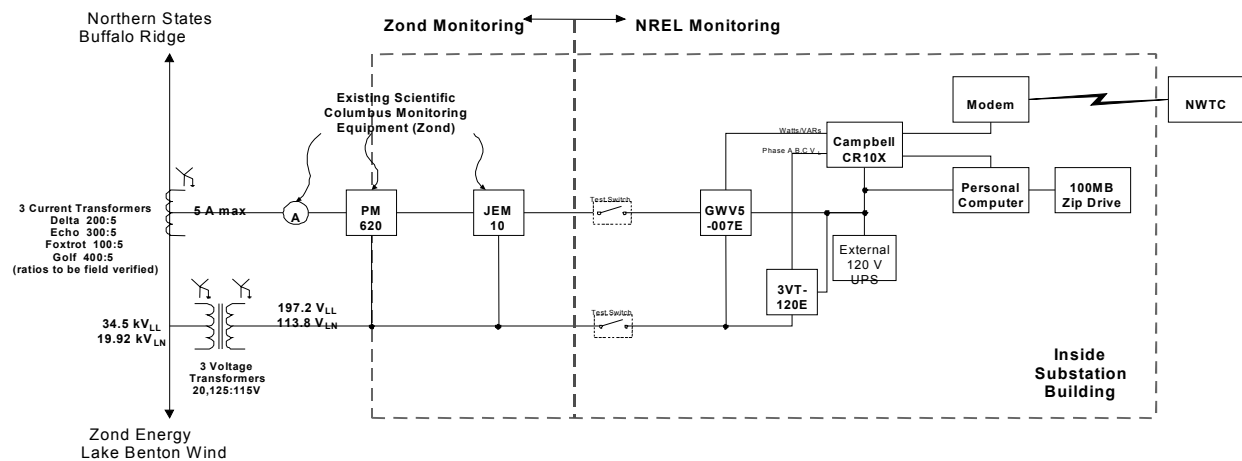 Northern States
Buffalo Ridge
Zond Monitoring
NREL Monitoring
Existing Scientific
Columbus Monitoring
Equipment (Zond)
Modem
NWTC
Watts/VARs
Phase A,B,C V L
Campbell
CR10X
Personal
Computer
100MB
Zip Drive
3 Current Transformers
Delta 200:5
Echo 300:5
Foxtrot 100:5
Golf 400:5
(ratios to be field verified)
5 A max
A
PM
620
JEM
10
Test Switch
GWV5
-007E
External
120 V
UPS
3VT-
120E
197.2 VLL
113.8 VLN
34.5 kVLL
19.92 kVLN
Test Switch
3 Voltage
Transformers
20,125:115V
Inside
Substation
Building
Zond Energy
Lake Benton Wind